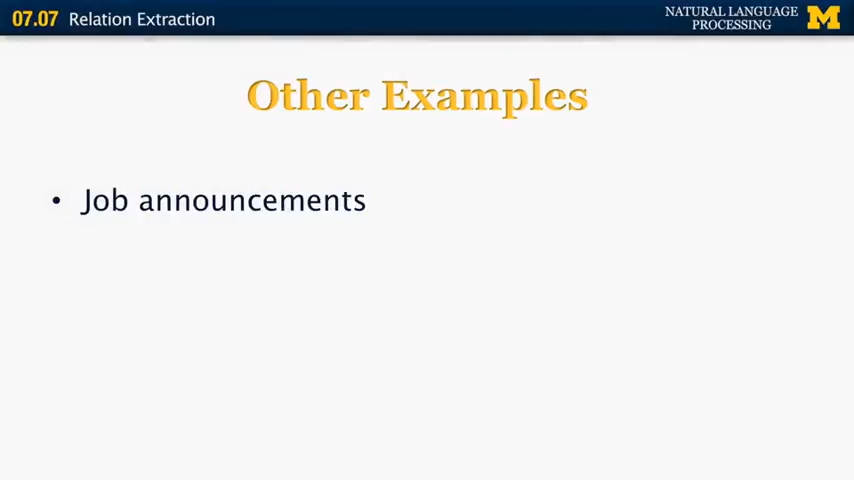 07.07 Relation Extraction
NATURAL LANGUAGE
PROCESSING
M
Other Examples
• Job announcements